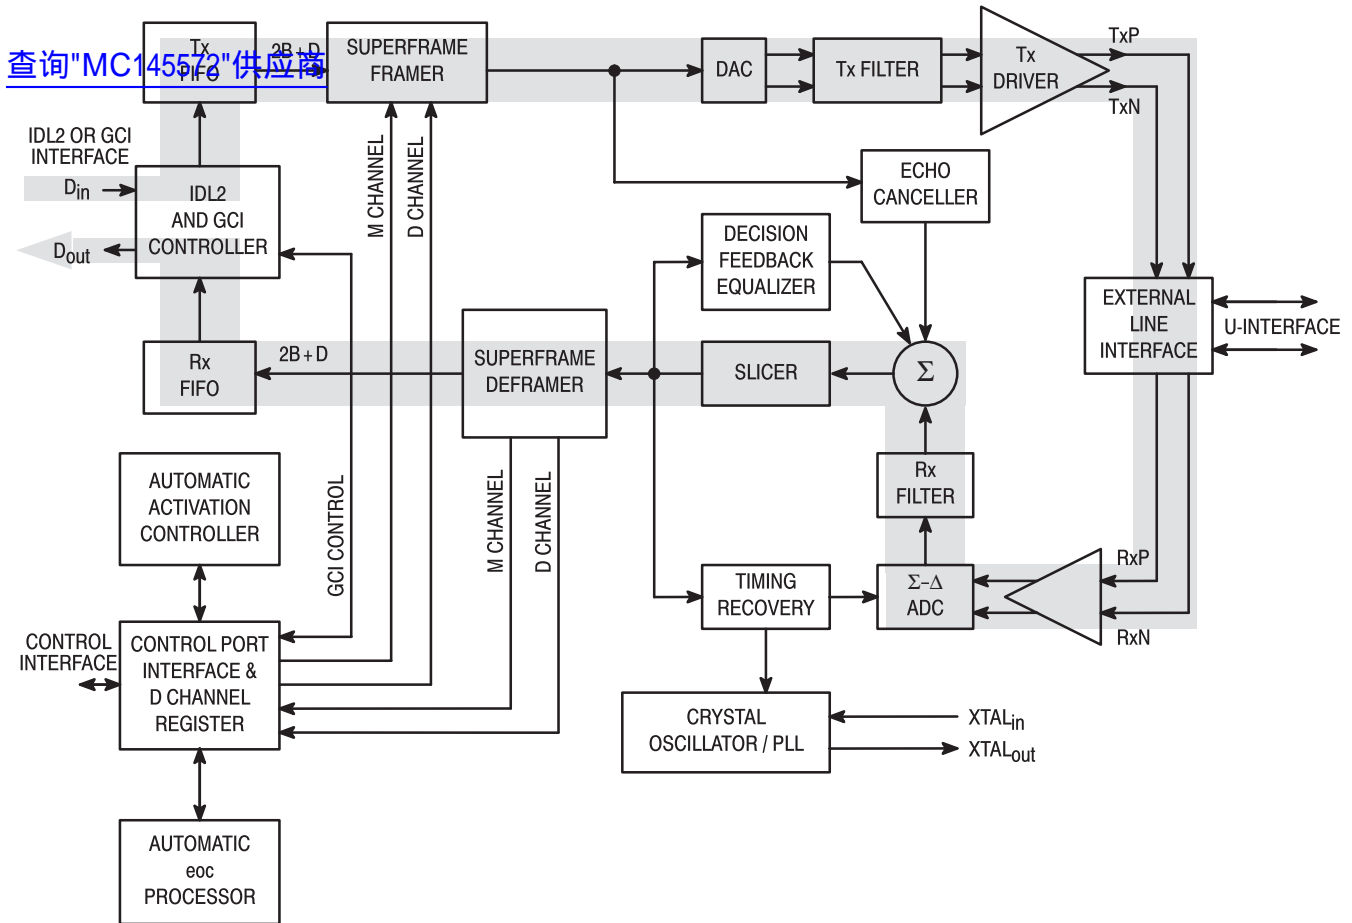 Tx
FIFO
查询"MC145572"供应商
2B+D
SUPERFRAME
FRAMER
DAC
Tx FILTER
Tx
DRIVER
TxP
TxN
IDL2 OR GCI
INTERFACE
Din
Dout
IDL2
AND GCI
CONTROLLER
M CHANNEL
D CHANNEL
ECHO
CANCELLER
DECISION
FEEDBACK
EQUALIZER
EXTERNAL
LINE
INTERFACE
U-INTERFACE
Rx
FIFO
2B+D
SUPERFRAME
DEFRAMER
SLICER
Σ
Rx
FILTER
AUTOMATIC
ACTIVATION
CONTROLLER
GCI CONTROL
M CHANNEL
D CHANNEL
TIMING
RECOVERY
Σ–Δ
ADC
RxP
RxN
CONTROL
INTERFACE
CONTROL PORT
INTERFACE &
D CHANNEL
REGISTER
CRYSTAL
OSCILLATOR / PLL
XTALin
XTALout
AUTOMATIC
eoc
PROCESSOR